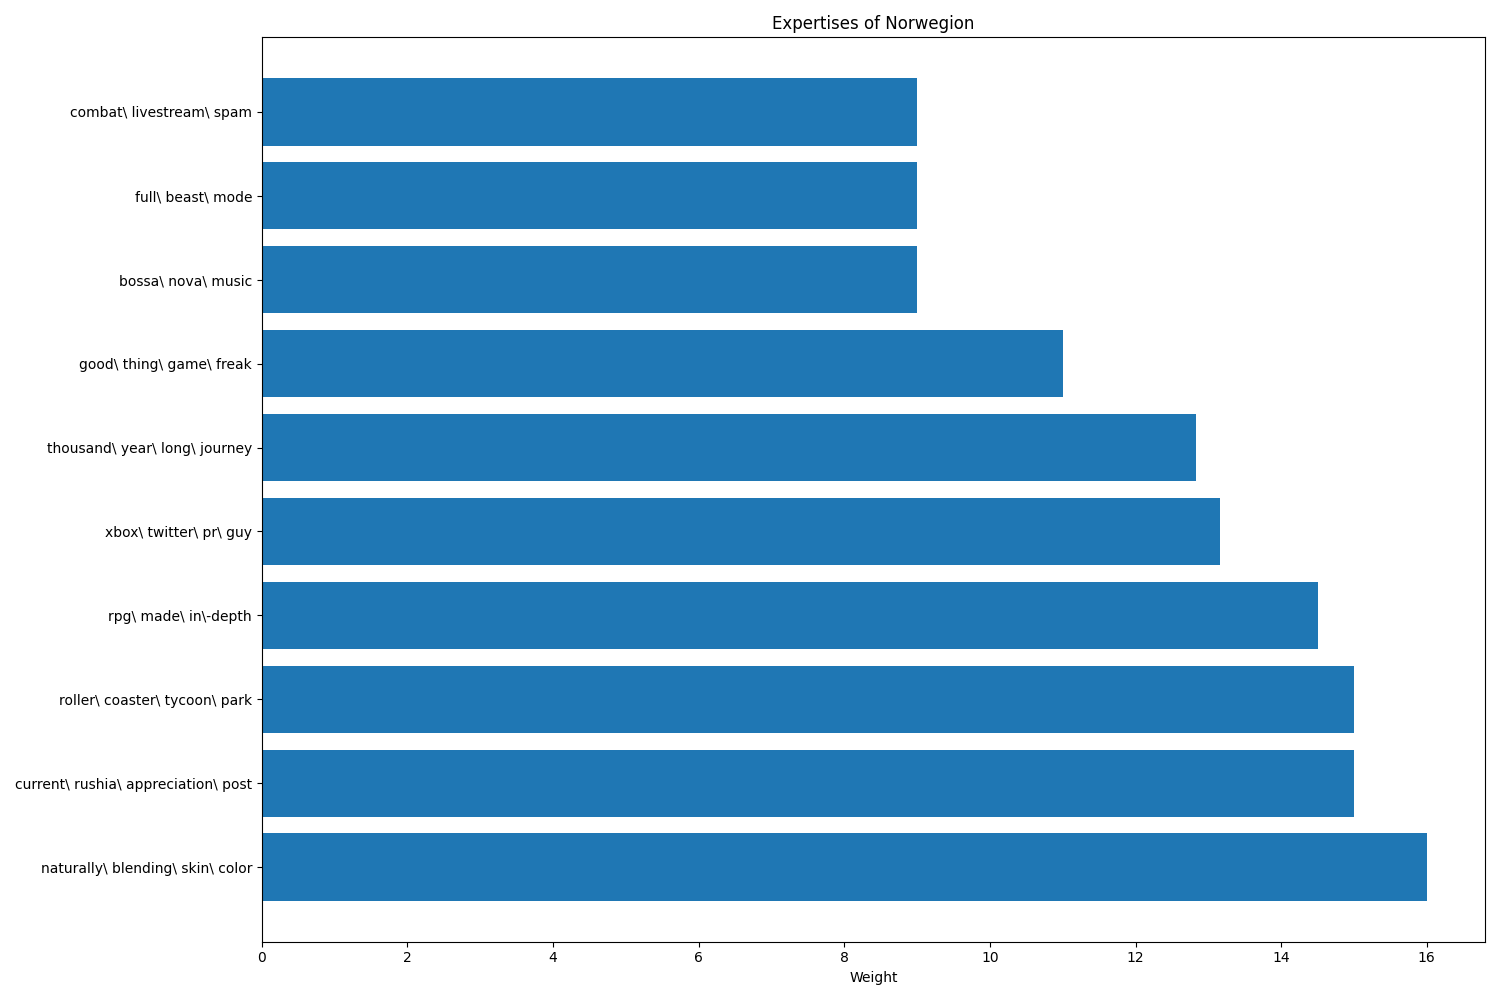 Expertises of Norwegion
combat\ livestream\ spam
full\ beast\ mode
bossa\ nova\ music
good\ thing\ game\ freak
thousand\ year\ long\ journey
xbox\ twitter\ pr\ guy
rpg\ made\ in\-depth
roller\ coaster\ tycoon\ park
current\ rushia\ appreciation\ post
naturally\ blending\ skin\ color
0 2 4 6 8 10 12 14 16
Weight